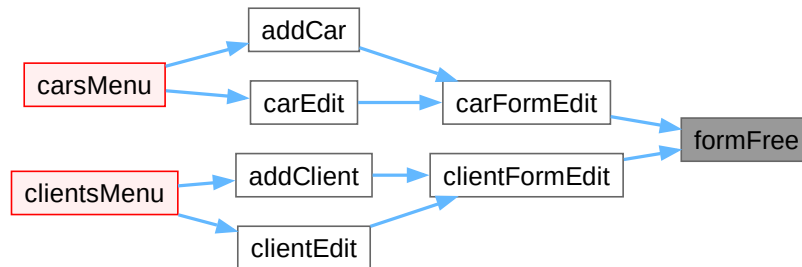 addCar
carsMenu
carEdit
carFormEdit
formFree
addClient
clientFormEdit
clientsMenu
clientEdit